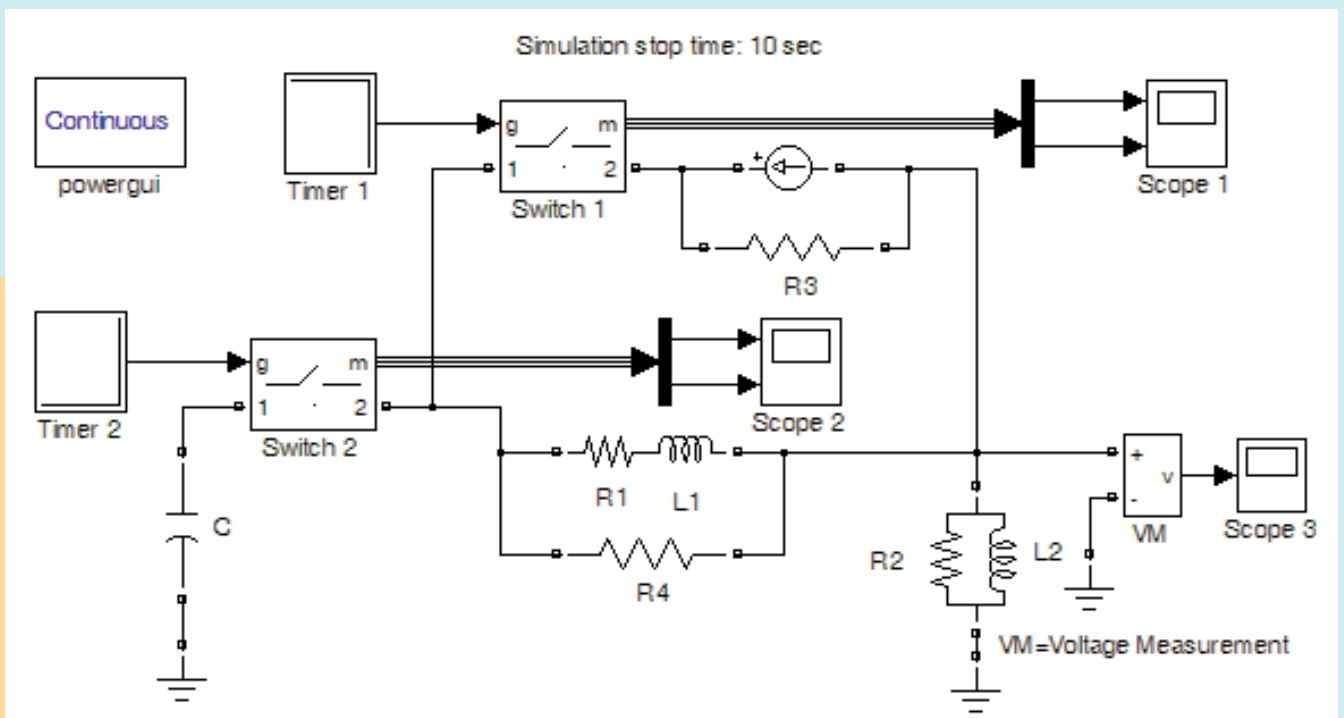 Simulation stop time: 10 sec
Continuous
powergui
Timer 1
g m
1 2
Switch 1
+
Scope 1
R3
Timer 2
g m
1 2
Switch 2
Scope 2
R1 L1
C
R4
R2 L2
+
v
-
VM
Scope 3
VM=Voltage Measurement